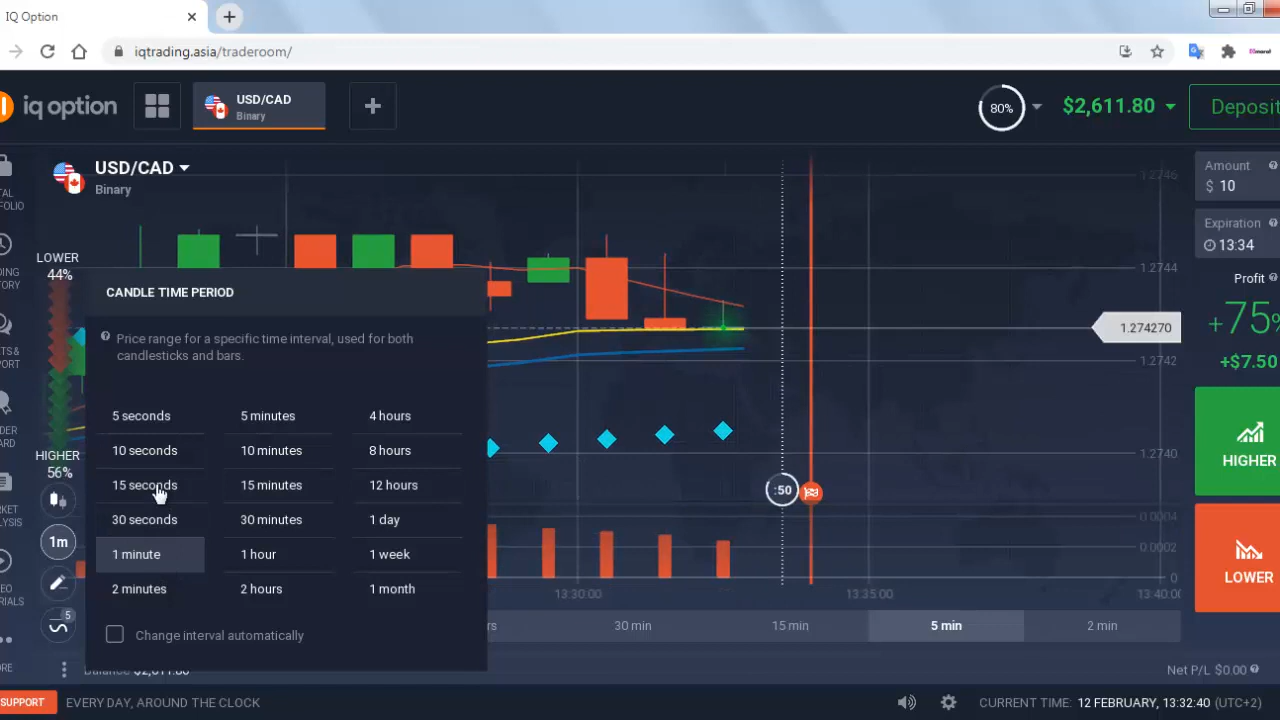 IQ Option
iqtrading.asia/traderoom/
iq option
USD/CAD
Binary
80%
$2,611.80
Deposit
USD/CAD
Binary
1.2746
Amount
$ 10
Expiration
13:34
LOWER
44%
1.2744
Profit
CANDLE TIME PERIOD
+75%
+$7.50
1.274270
Price range for a specific time interval, used for both
candlesticks and bars.
1.2742
5 seconds
5 minutes
4 hours
10 seconds
10 minutes
8 hours
15 seconds
15 minutes
12 hours
30 seconds
30 minutes
1 day
1 minute
1 hour
1 week
2 minutes
2 hours
1 month
Change interval automatically
HIGHER
56%
1m
5
1.2740
:50
0.0004
0.0002
0
HIGHER
LOWER
13:30:00
13:35:00
13:40:00
30 min
15 min
5 min
2 min
Net P/L $0.00
SUPPORT
EVERY DAY, AROUND THE CLOCK
CURRENT TIME: 12 FEBRUARY, 13:32:40 (UTC+2)